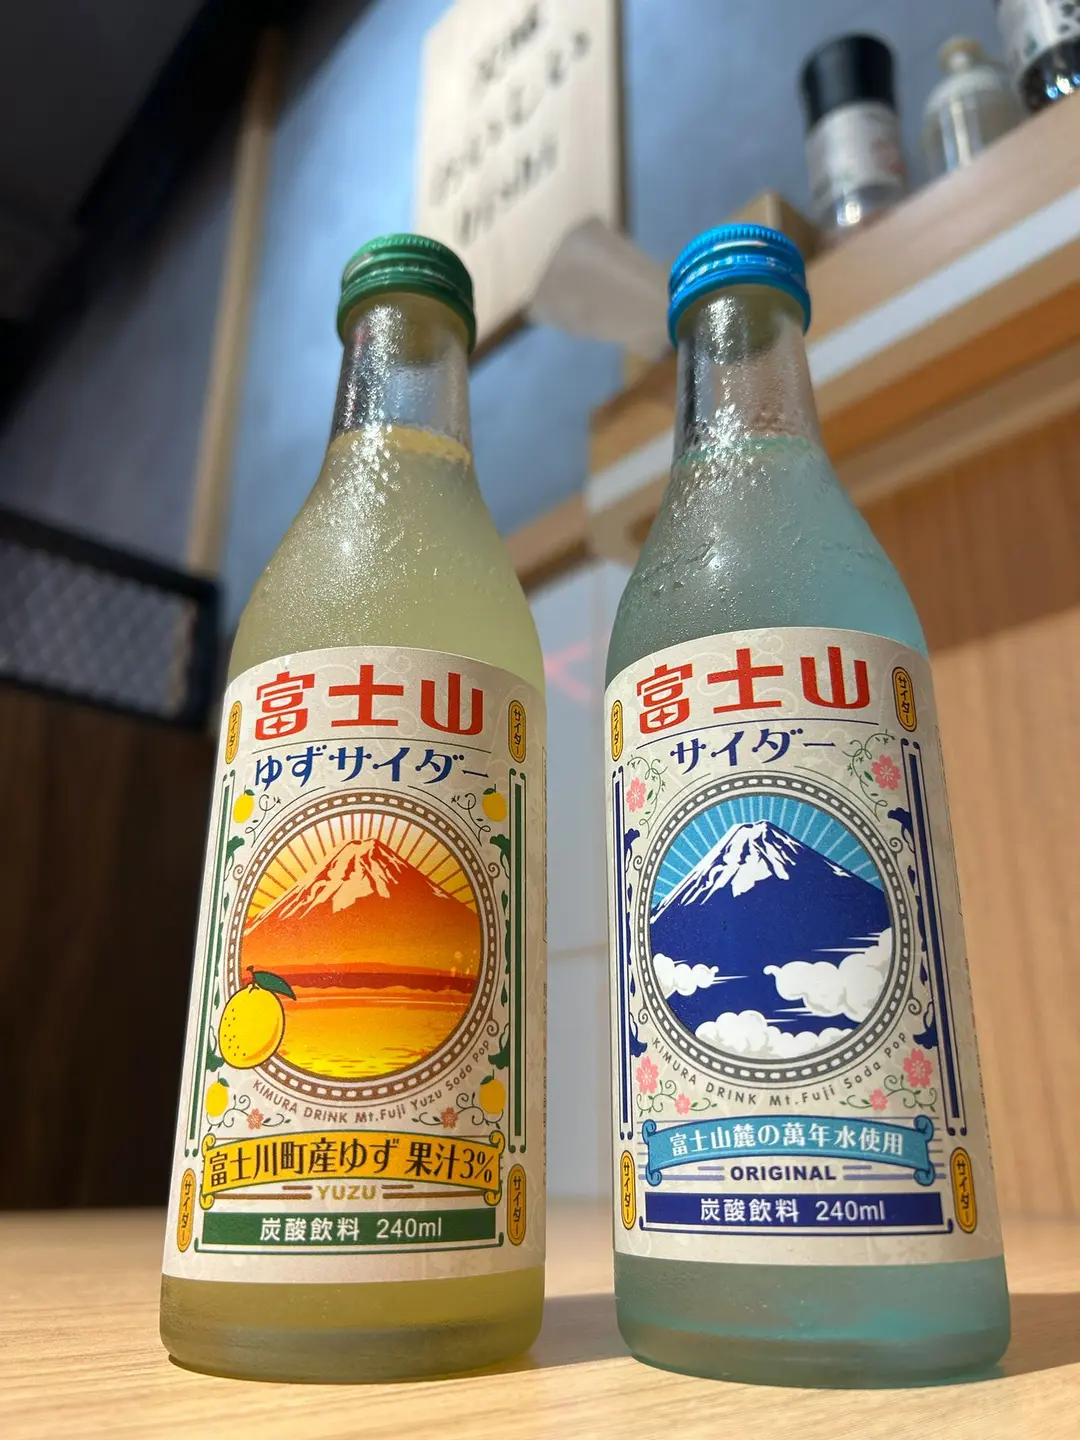 富士山
ゆずサイダー
サイダー
サイダー
KIMURA DRINK Mt.Fuji Yuzu Soda Pop
富士川町産ゆず 果汁3%
YUZU
サイダー
サイダー
炭酸飲料 240ml
富士山
サイダー
サイダー
サイダー
KIMURA DRINK Mt.Fuji Soda Pop
富士山麓の萬年水使用
ORIGINAL
サイダー
サイダー
炭酸飲料 240ml